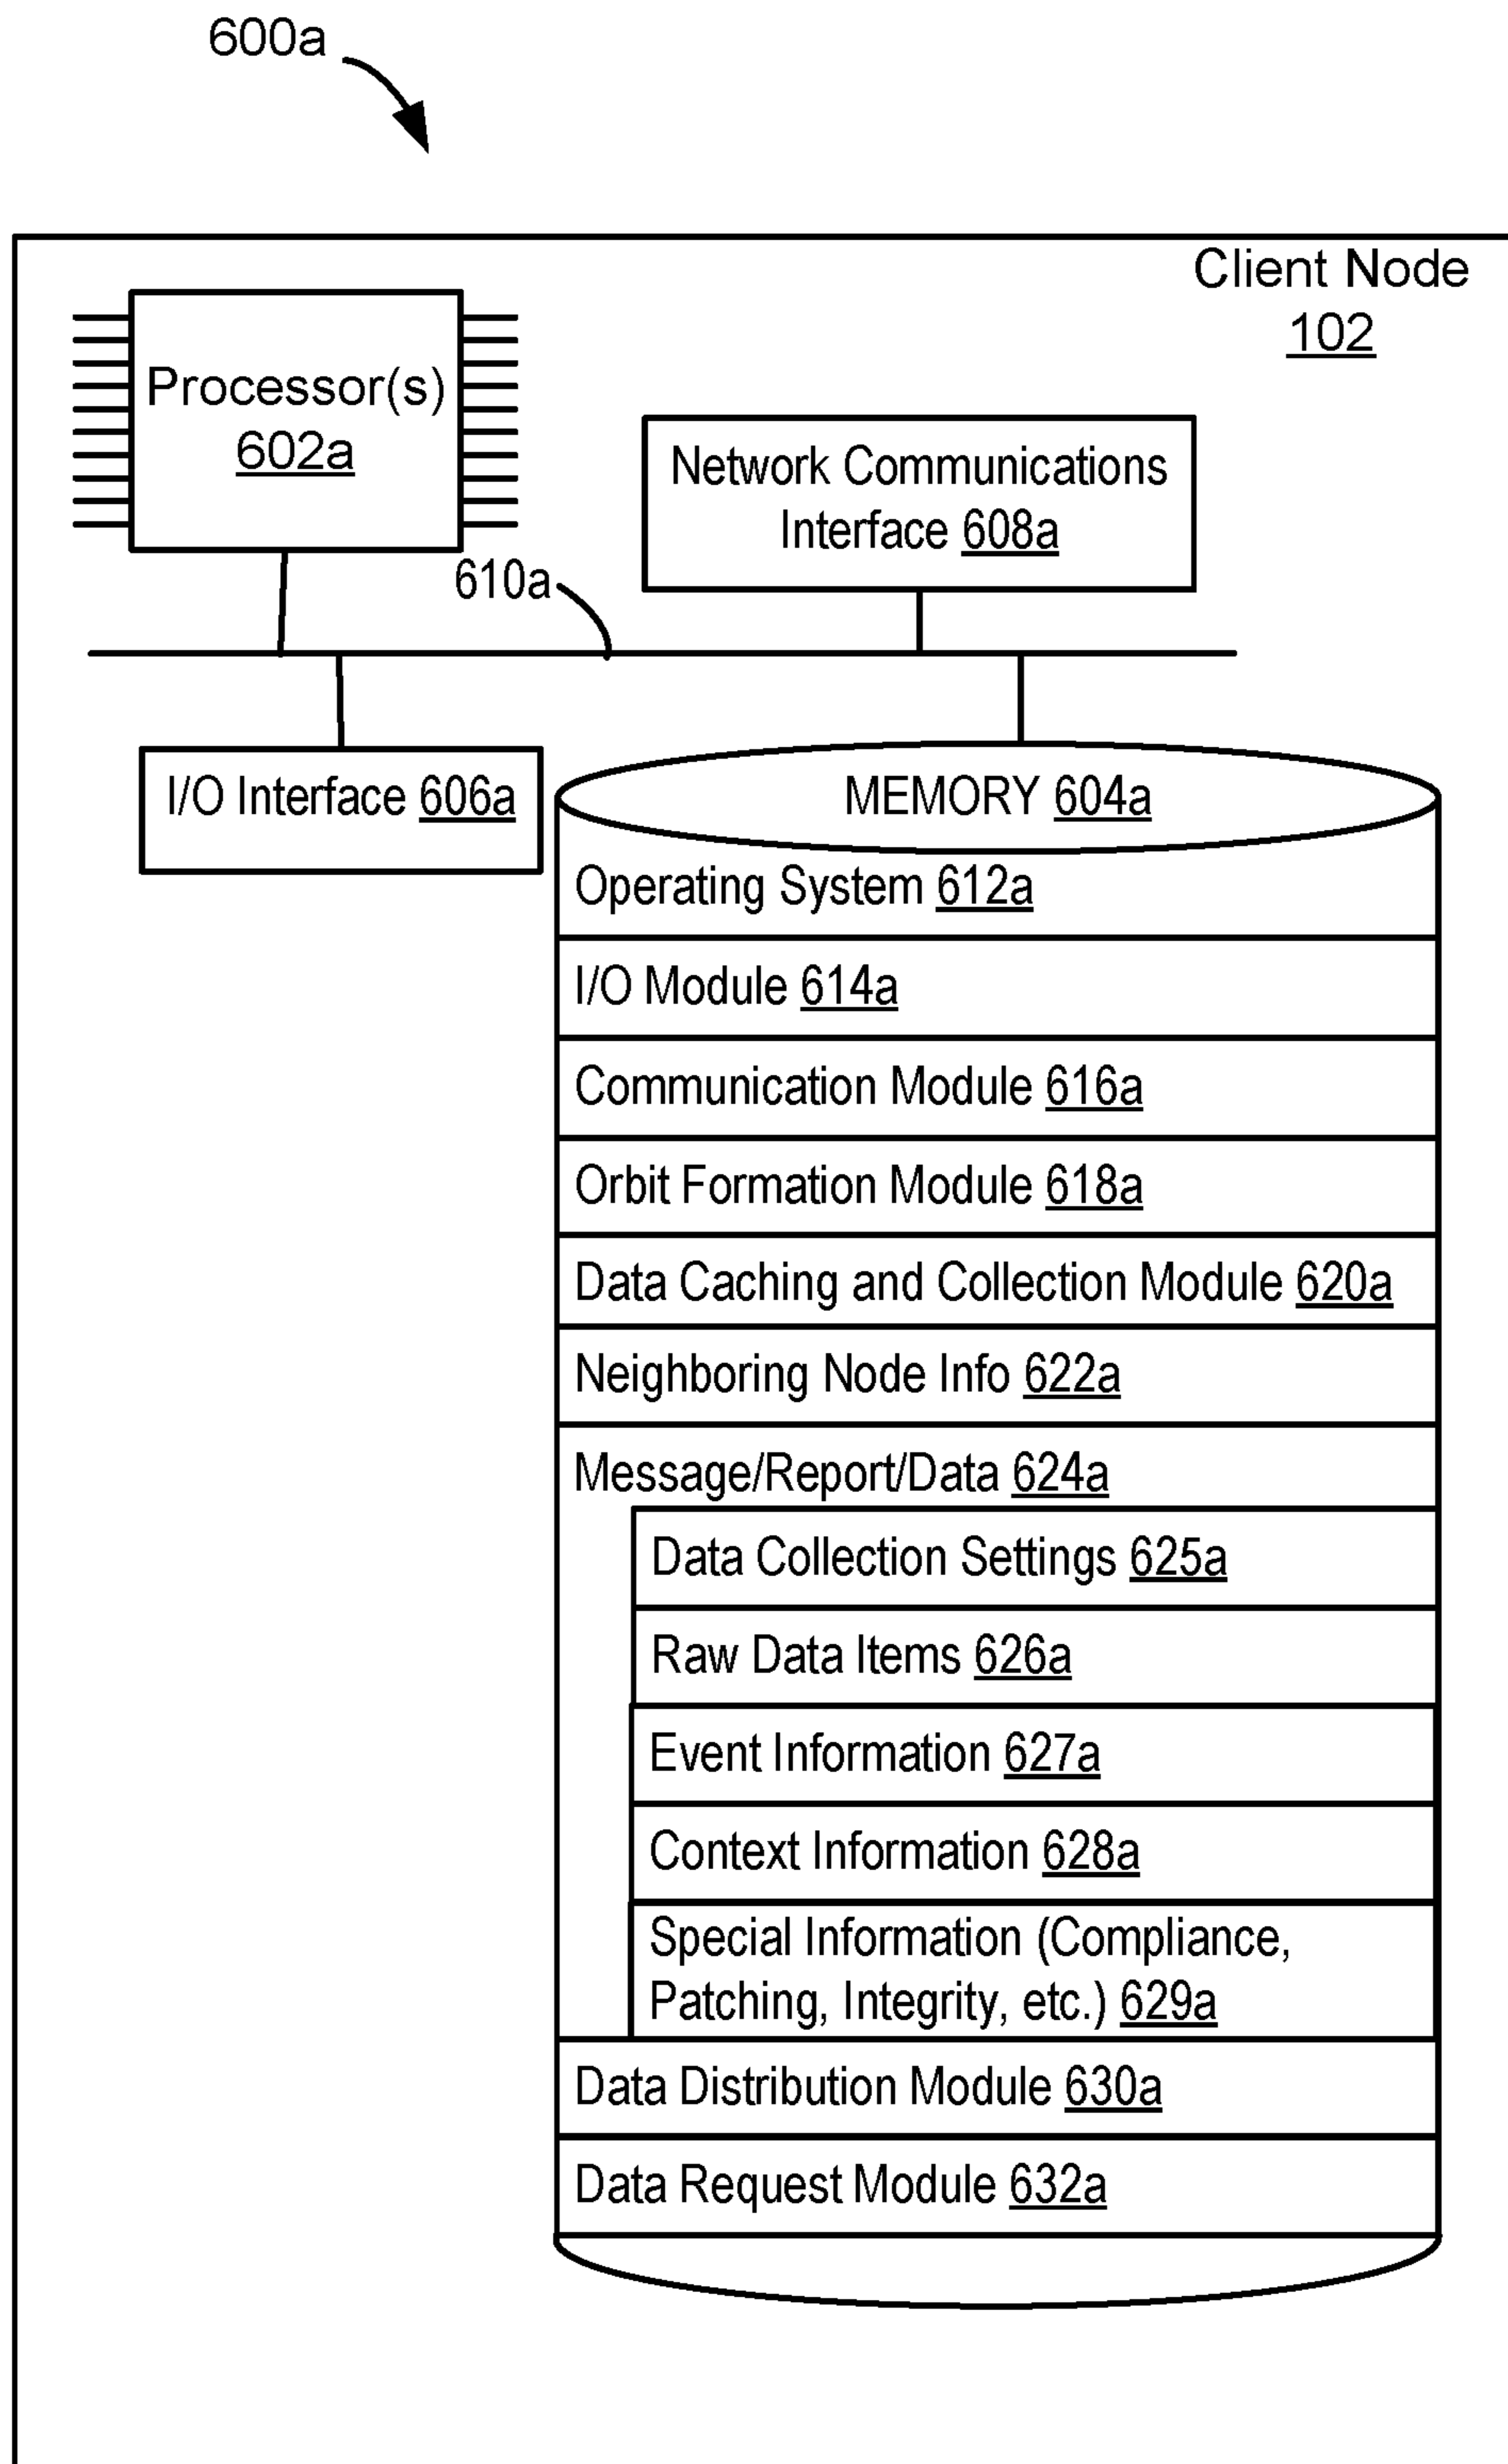 600a
Client Node
102
Processor(s)
602a
Network Communications
Interface 608a
610a
I/O Interface 606a
MEMORY 604a
Operating System 612a
I/O Module 614a
Communication Module 616a
Orbit Formation Module 618a
Data Caching and Collection Module 620a
Neighboring Node Info 622a
Message/Report/Data 624a
Data Collection Settings 625a
Raw Data Items 626a
Event Information 627a
Context Information 628a
Special Information (Compliance,
Patching, Integrity, etc.) 629a
Data Distribution Module 630a
Data Request Module 632a